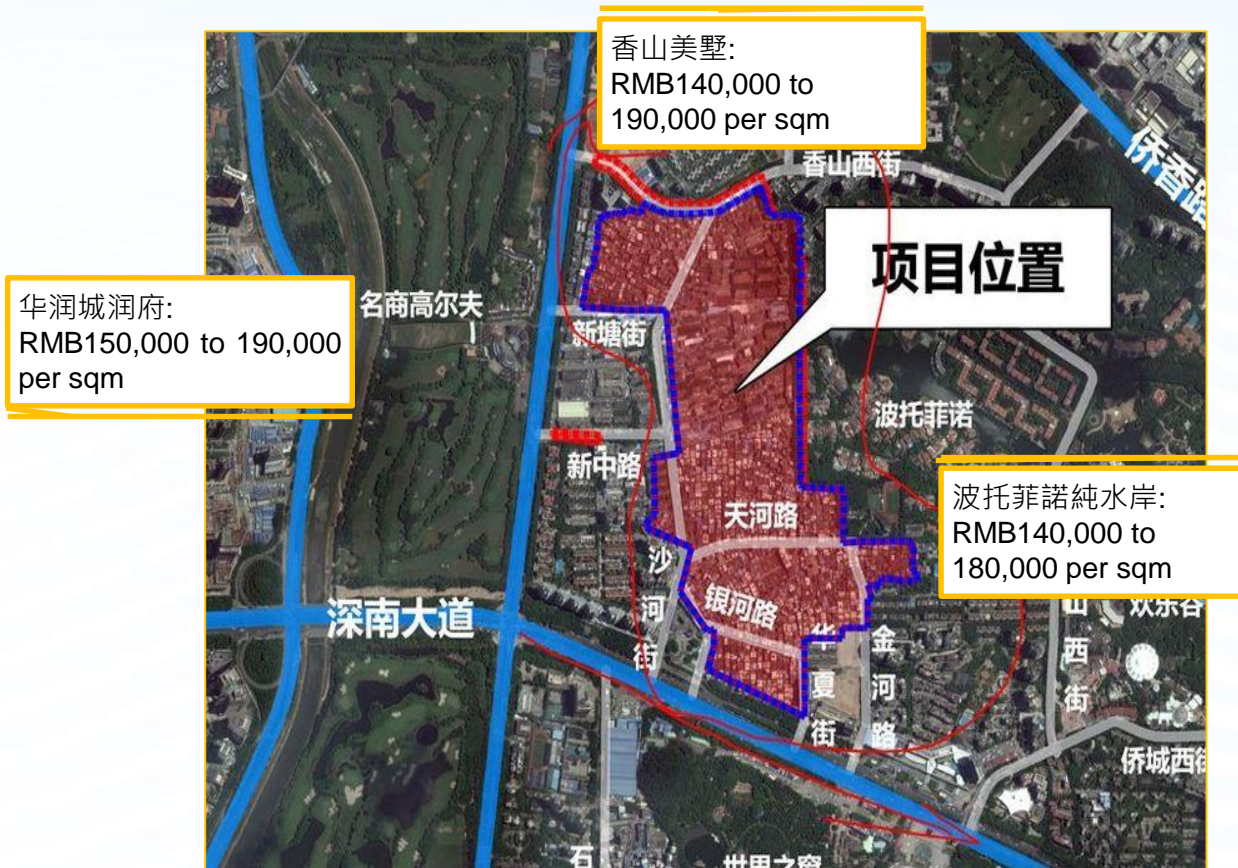 香山美墅:
RMB140,000 to
190,000 per sqm
香山西街
侨香路
项目位置
华润城润府:
RMB150,000 to 190,000
per sqm
名商高尔夫
新塘街
波托菲诺
新中路
波托菲諾純水岸:
RMB140,000 to
180,000 per sqm
天河路
沙河街
银河路
深南大道
华夏街
金河路
山西街
欢乐谷
侨城西街
石
世界之窗